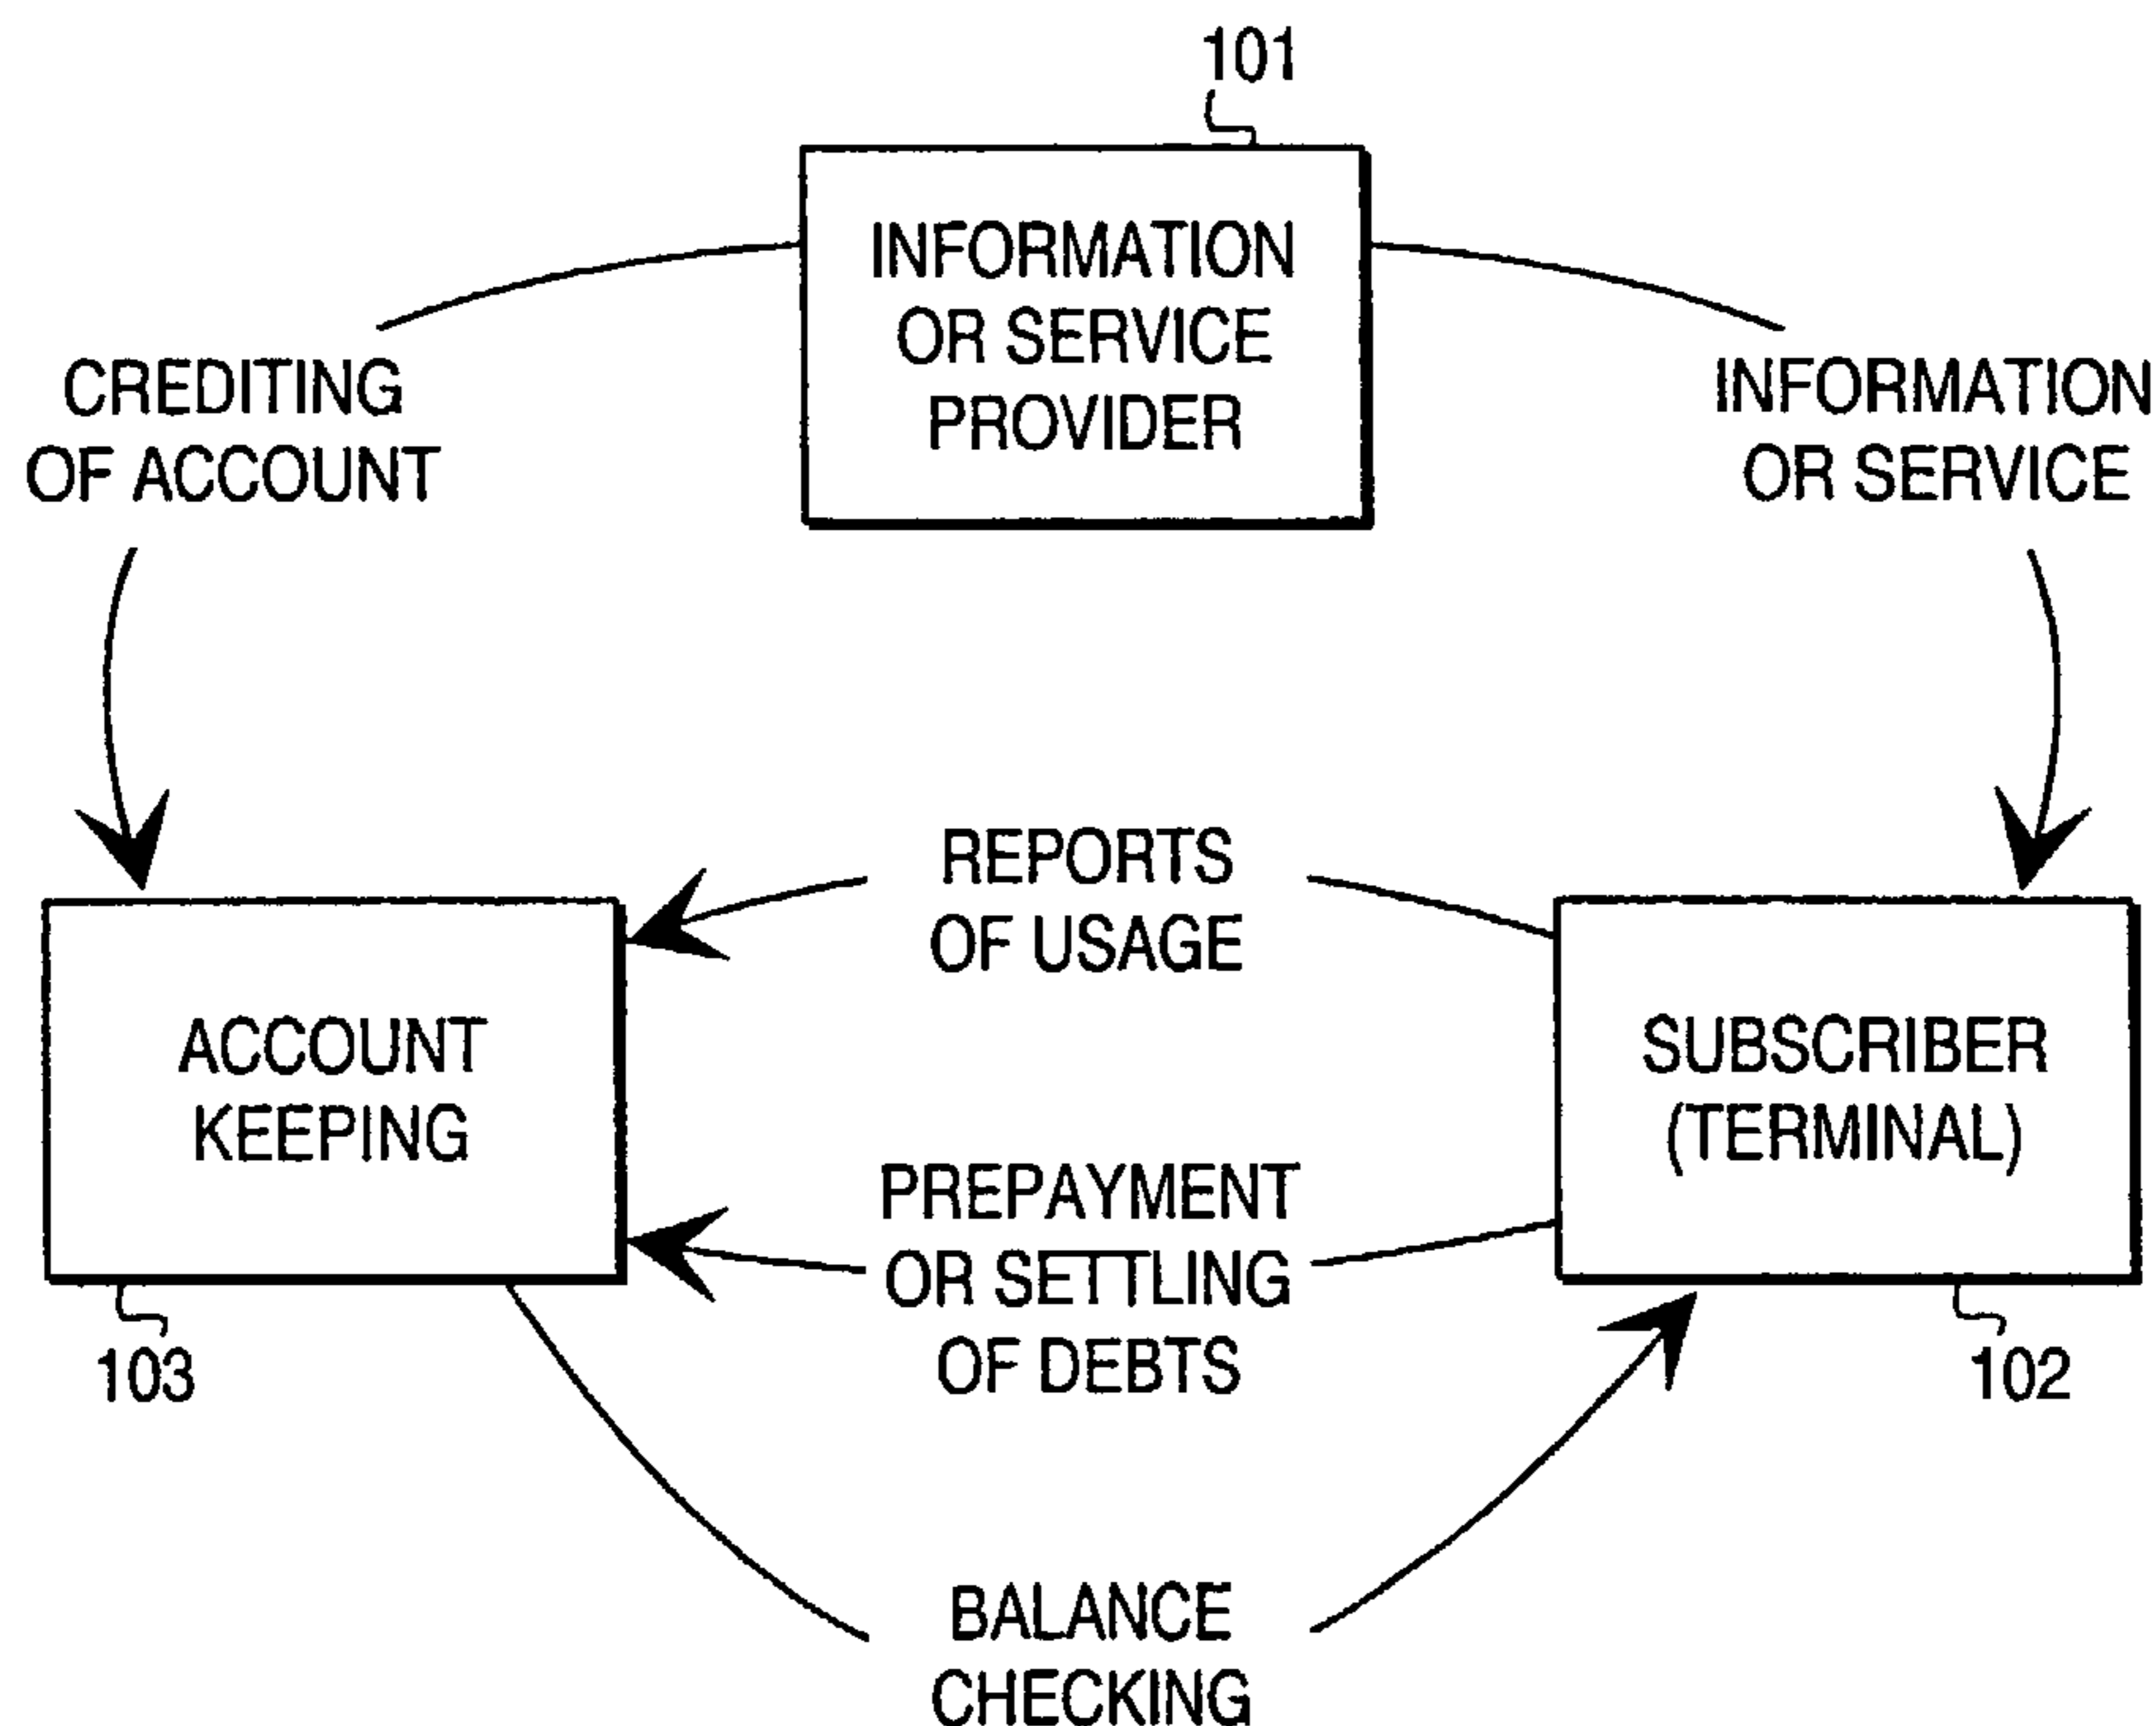 101
INFORMATION
OR SERVICE
PROVIDER
CREDITING
OF ACCOUNT
INFORMATION
OR SERVICE
REPORTS
OF USAGE
ACCOUNT
KEEPING
SUBSCRIBER
(TERMINAL)
PREPAYMENT
OR SETTLING
OF DEBTS
103
102
BALANCE
CHECKING